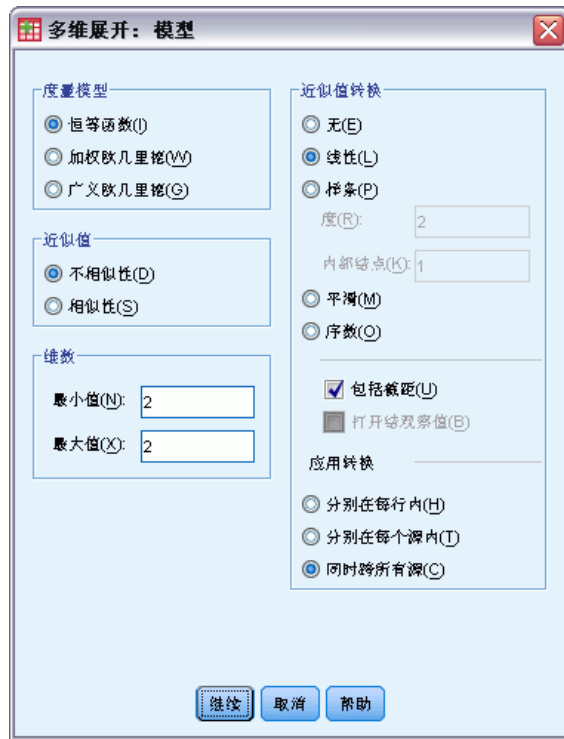 多维展开：模型
度量模型
恒等函数(I)
加权欧几里德(W)
广义欧几里德(G)
近似值
不相似性(D)
相似性(S)
维数
最小值(N): 2
最大值(X): 2
近似值转换
无(E)
线性(L)
样条(P)
度(R): 2
内部结点(K): 1
平滑(M)
序数(O)
包括截距(U)
打开结观察值(B)
应用转换
分别在每行内(H)
分别在每个源内(T)
同时跨所有源(C)
继续
取消
帮助